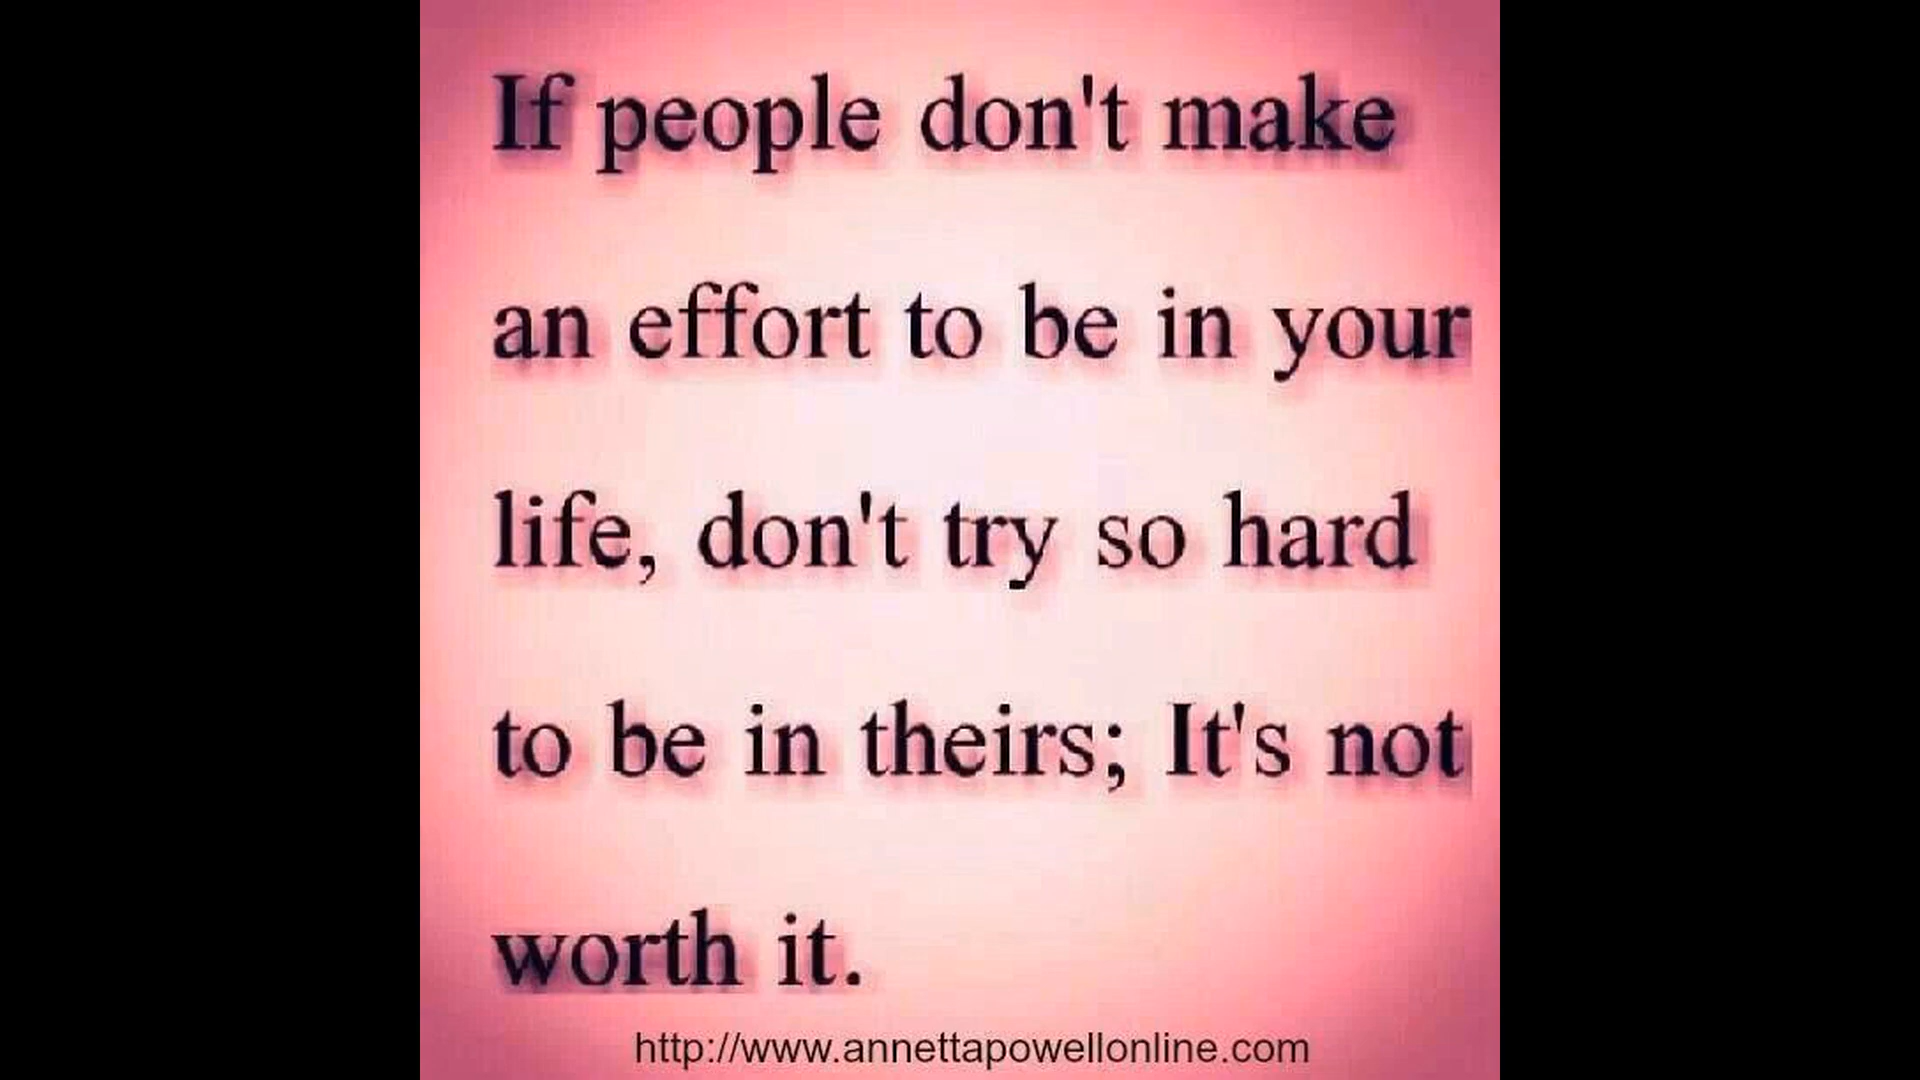 If people don't make
an effort to be in your
life, don't try so hard
to be in theirs; It's not
worth it.
http://www.annettapowellonline.com